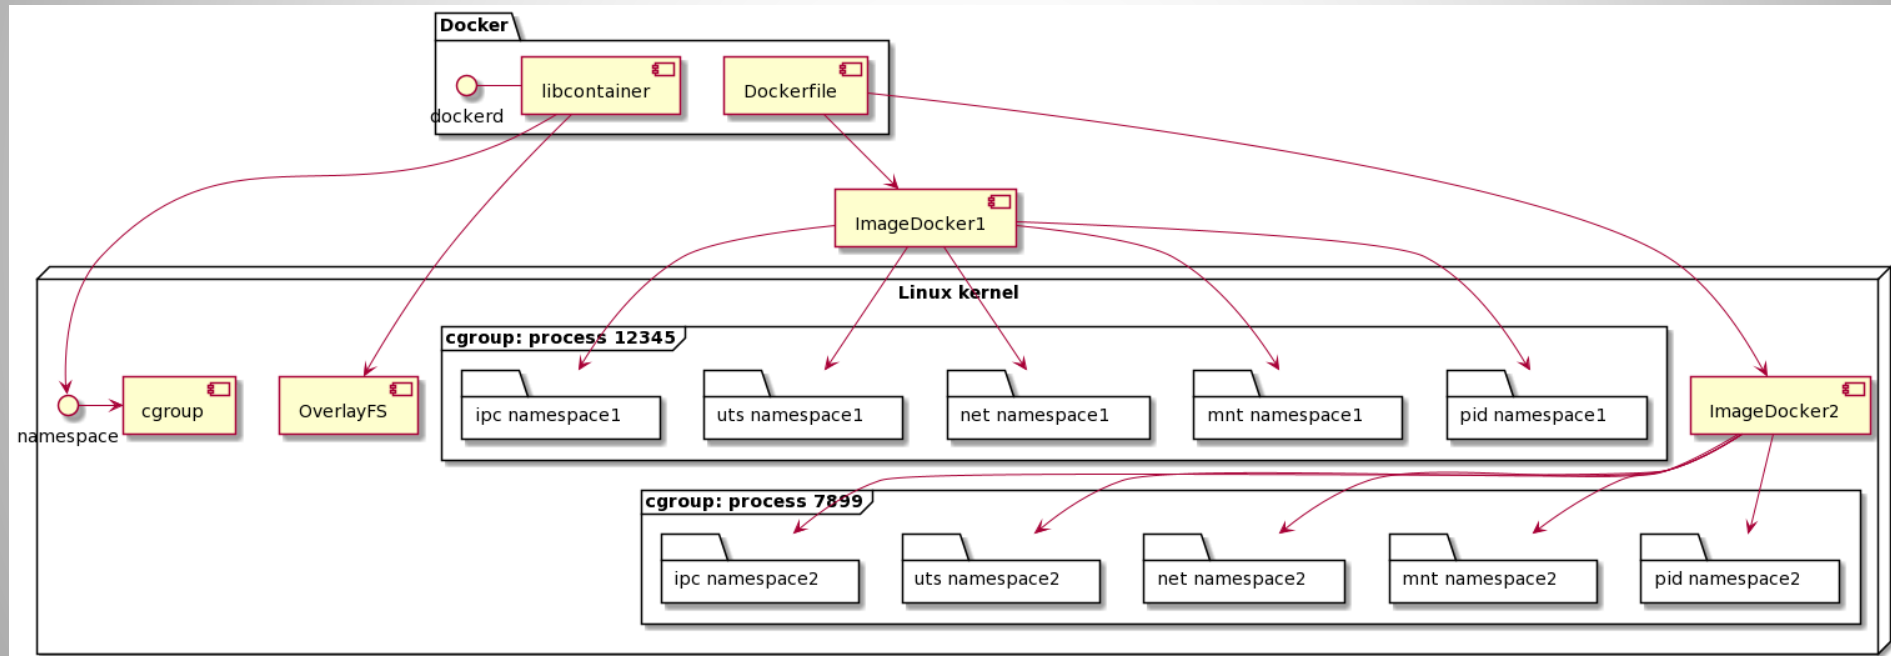 Docker
libcontainer
Dockerfile
dockerd
ImageDocker1
Linux kernel
cgroup: process 12345
namespace
cgroup
OverlayFS
ipc namespace1
uts namespace1
net namespace1
mnt namespace1
pid namespace1
ImageDocker2
cgroup: process 7899
ipc namespace2
uts namespace2
net namespace2
mnt namespace2
pid namespace2